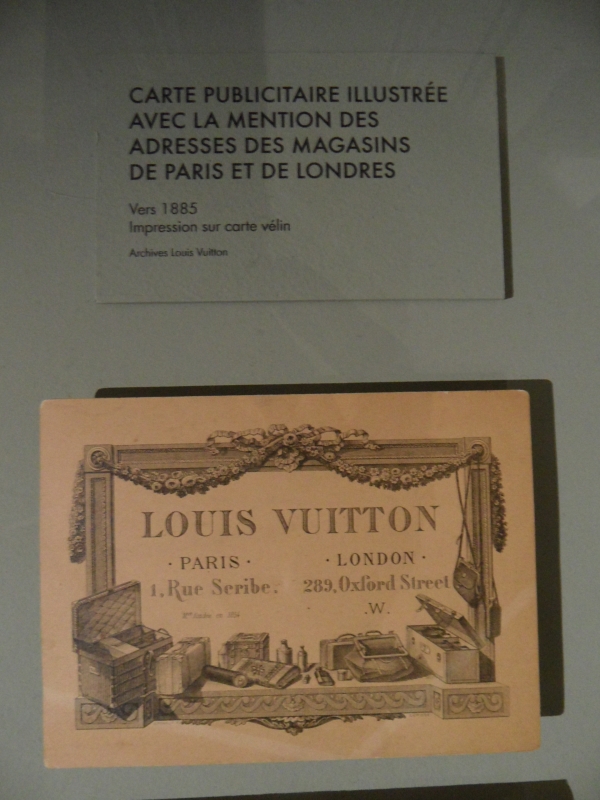 CARTE PUBLICITAIRE ILLUSTRÉE
AVEC LA MENTION DES
ADRESSES DES MAGASINS
DE PARIS ET DE LONDRES
Vers 1885
Impression sur carte vélin
Archives Louis Vuitton
LOUIS VUITTON
· PARIS · · LONDON ·
1, Rue Scribe. 289, Oxford Street
.W.